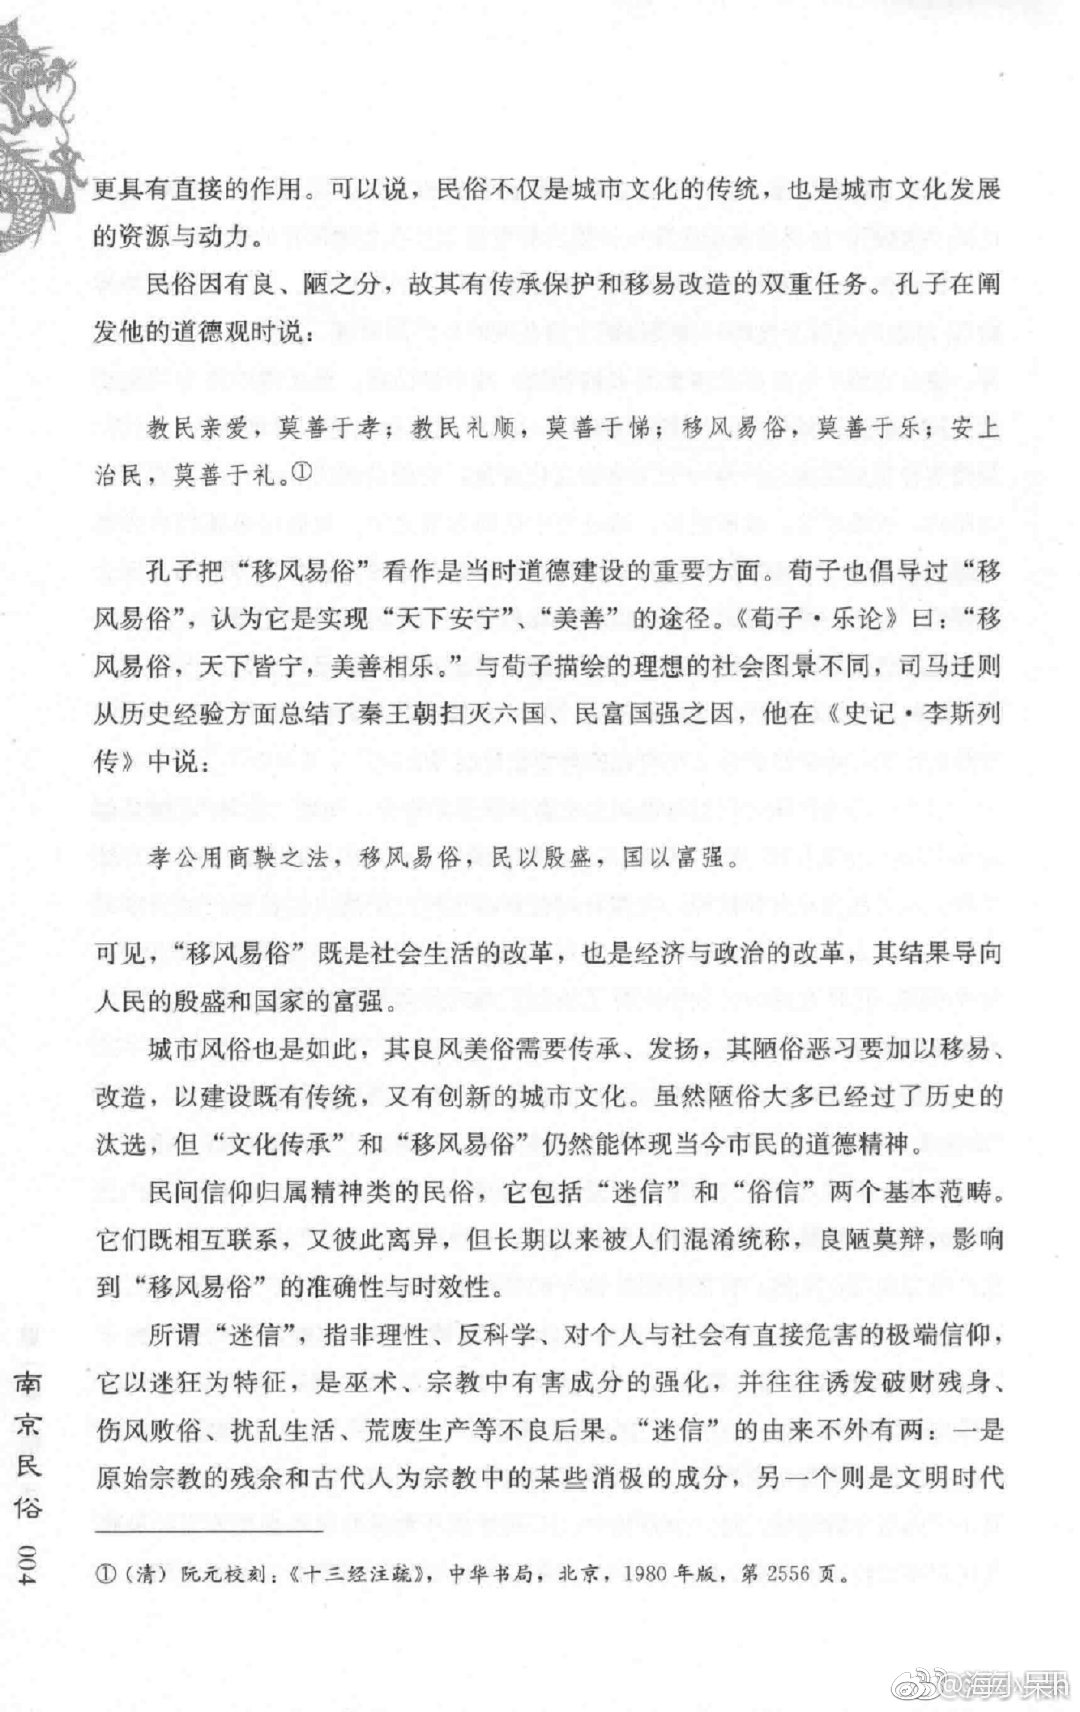 更具有直接的作用。可以说，民俗不仅是城市文化的传统，也是城市文化发展
的资源与动力。
民俗因有良、陋之分，故其有传承保护和移易改造的双重任务。孔子在阐
发他的道德观时说：
教民亲爱，莫善于孝；教民礼顺，莫善于悌；移风易俗，莫善于乐；安上
治民，莫善于礼。①
孔子把“移风易俗”看作是当时道德建设的重要方面。荀子也倡导过“移
风易俗”，认为它是实现“天下安宁”、“美善”的途径。《荀子·乐论》曰：“移
风易俗，天下皆宁，美善相乐。”与荀子描绘的理想的社会图景不同，司马迁则
从历史经验方面总结了秦王朝扫灭六国、民富国强之因，他在《史记·李斯列
传》中说：
孝公用商鞅之法，移风易俗，民以殷盛，国以富强。
可见，“移风易俗”既是社会生活的改革，也是经济与政治的改革，其结果导向
人民的殷盛和国家的富强。
城市风俗也是如此，其良风美俗需要传承、发扬，其陋俗恶习要加以移易、
改造，以建设既有传统，又有创新的城市文化。虽然陋俗大多已经过了历史的
汰选，但“文化传承”和“移风易俗”仍然能体现当今市民的道德精神。
民间信仰归属精神类的民俗，它包括“迷信”和“俗信”两个基本范畴。
它们既相互联系，又彼此离异，但长期以来被人们混淆统称，良陋莫辩，影响
到“移风易俗”的准确性与时效性。
所谓“迷信”，指非理性、反科学、对个人与社会有直接危害的极端信仰，
它以迷狂为特征，是巫术、宗教中有害成分的强化，并往往诱发破财残身、
伤风败俗、扰乱生活、荒废生产等不良后果。“迷信”的由来不外有两：一是
原始宗教的残余和古代人为宗教中的某些消极的成分，另一个则是文明时代
①（清）阮元校刻：《十三经注疏》，中华书局，北京，1980年版，第2556页。
南京民俗 004